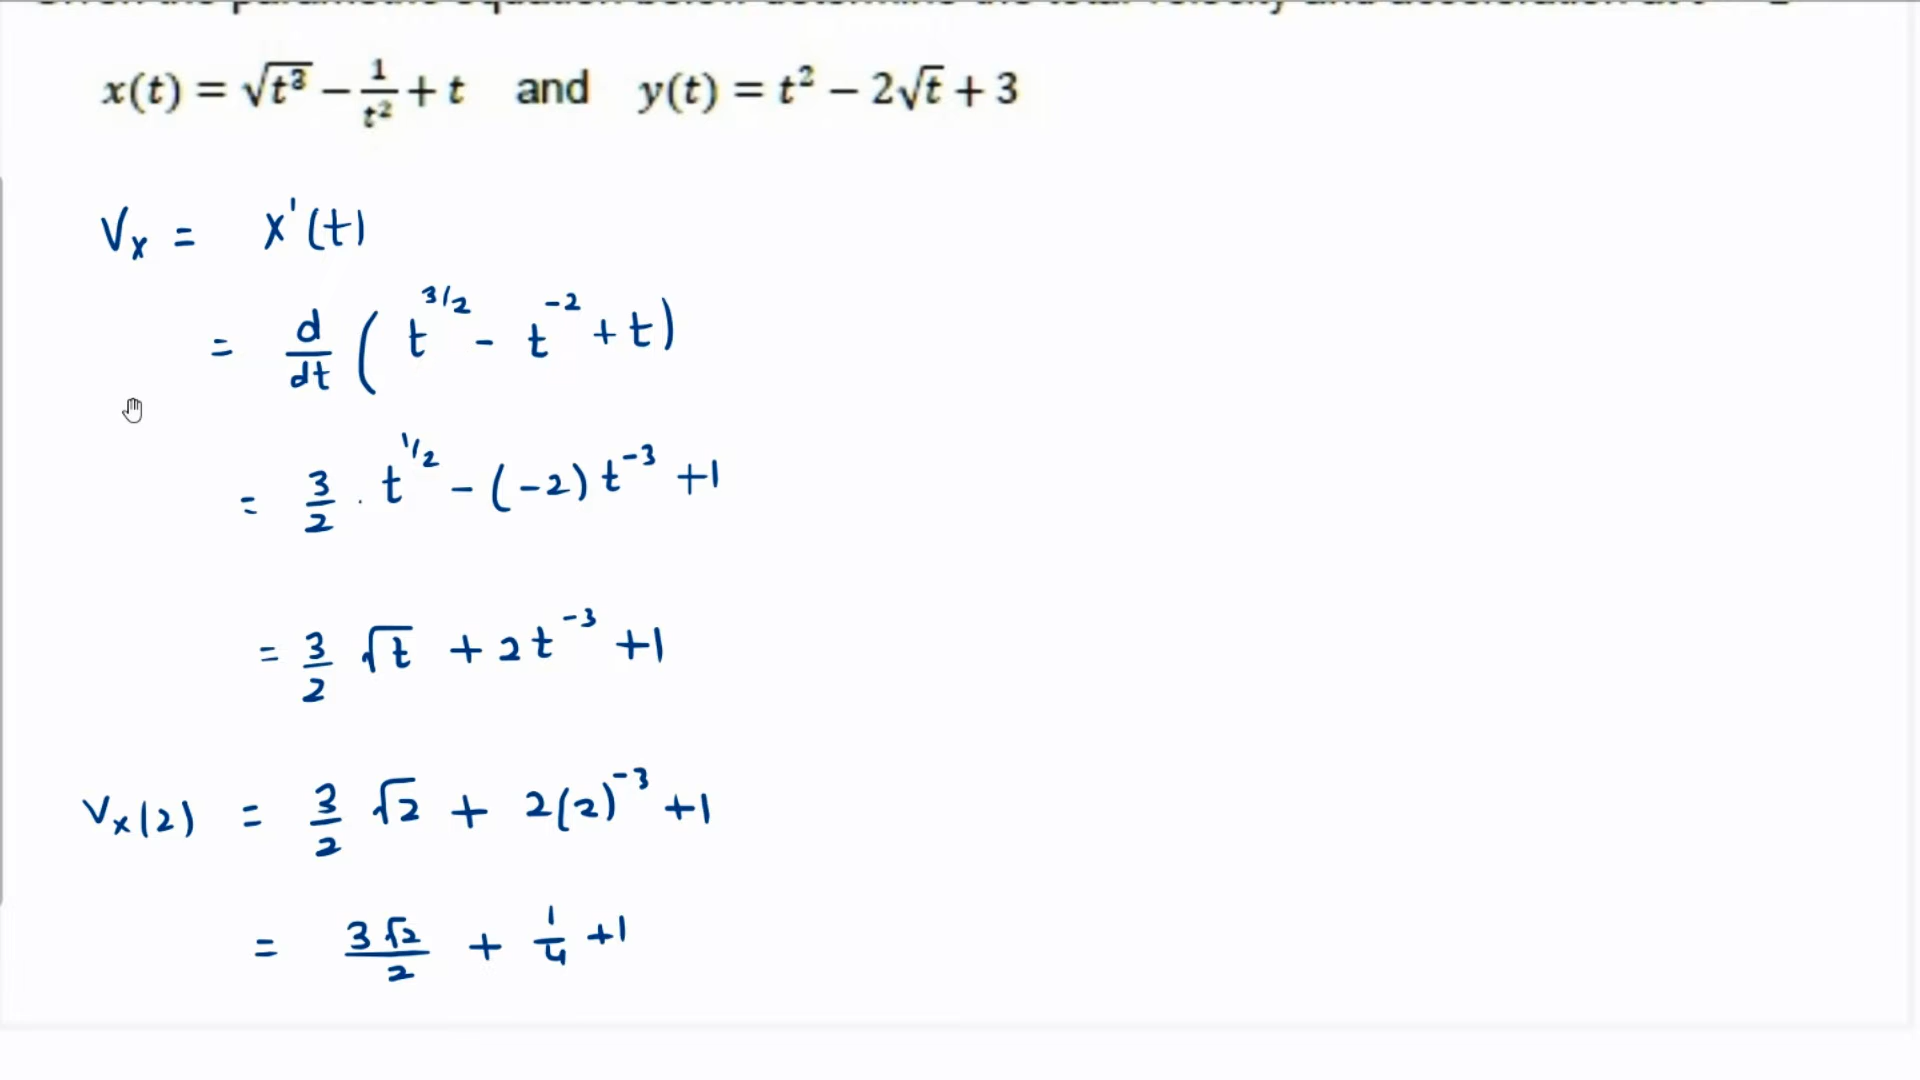 x(t) = √t³ − 1/t² + t and y(t) = t² − 2√t + 3
Vx = x'(t)
= d/dt ( t^3/2 - t^-2 + t)
= 3/2 . t^1/2 - (-2) t^-3 +1
= 3/2 √t + 2t^-3 +1
Vx(2) = 3/2 √2 + 2(2)^-3 +1
= 3√2/2 + 1/4 +1